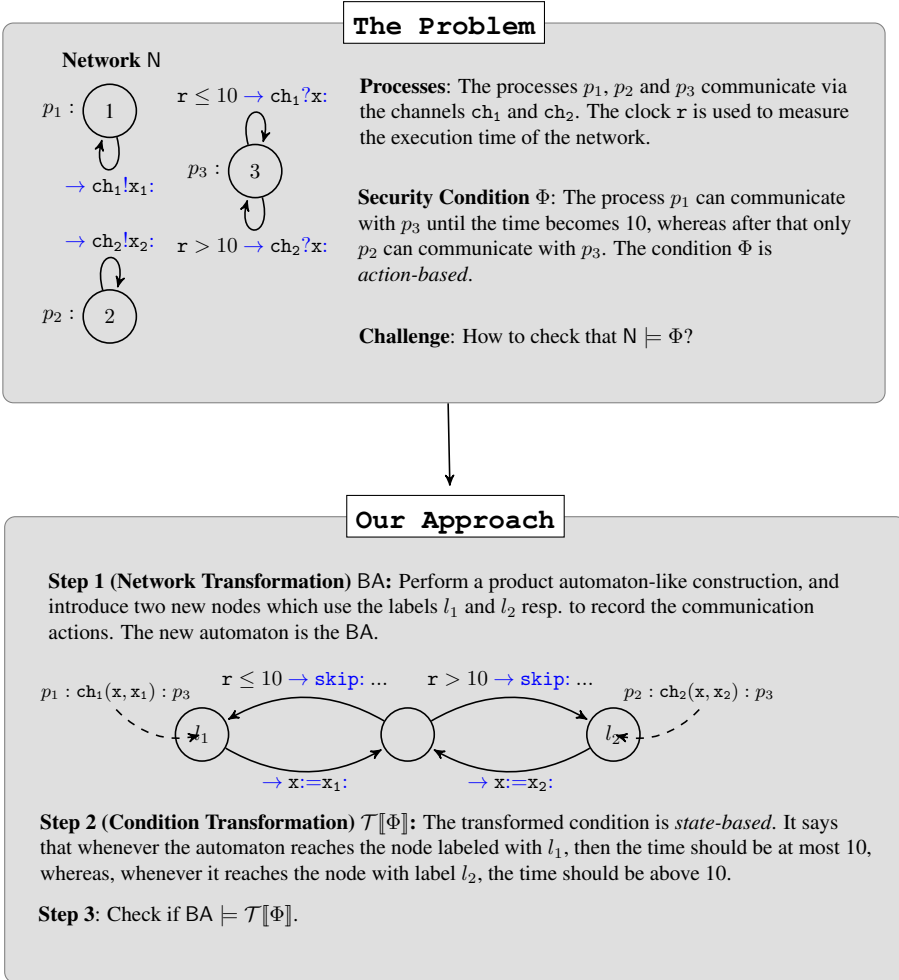 The Problem
Network N
p₁ : 1
→ ch₁!x₁:
→ ch₂!x₂:
p₂ : 2
r ≤ 10 → ch₁?x:
p₃ : 3
r > 10 → ch₂?x:
Processes: The processes p₁, p₂ and p₃ communicate via
the channels ch₁ and ch₂. The clock r is used to measure
the execution time of the network.
Security Condition Φ: The process p₁ can communicate
with p₃ until the time becomes 10, whereas after that only
p₂ can communicate with p₃. The condition Φ is
action-based.
Challenge: How to check that N ⊨ Φ?
Our Approach
Step 1 (Network Transformation) BA: Perform a product automaton-like construction, and
introduce two new nodes which use the labels l₁ and l₂ resp. to record the communication
actions. The new automaton is the BA.
r ≤ 10 → skip: ... r > 10 → skip: ...
p₁ : ch₁(x, x₁) : p₃ p₂ : ch₂(x, x₂) : p₃
l₁ l₂
→ x:=x₁: → x:=x₂:
Step 2 (Condition Transformation) 𝒯⟦Φ⟧: The transformed condition is state-based. It says
that whenever the automaton reaches the node labeled with l₁, then the time should be at most 10,
whereas, whenever it reaches the node with label l₂, the time should be above 10.
Step 3: Check if BA ⊨ 𝒯⟦Φ⟧.